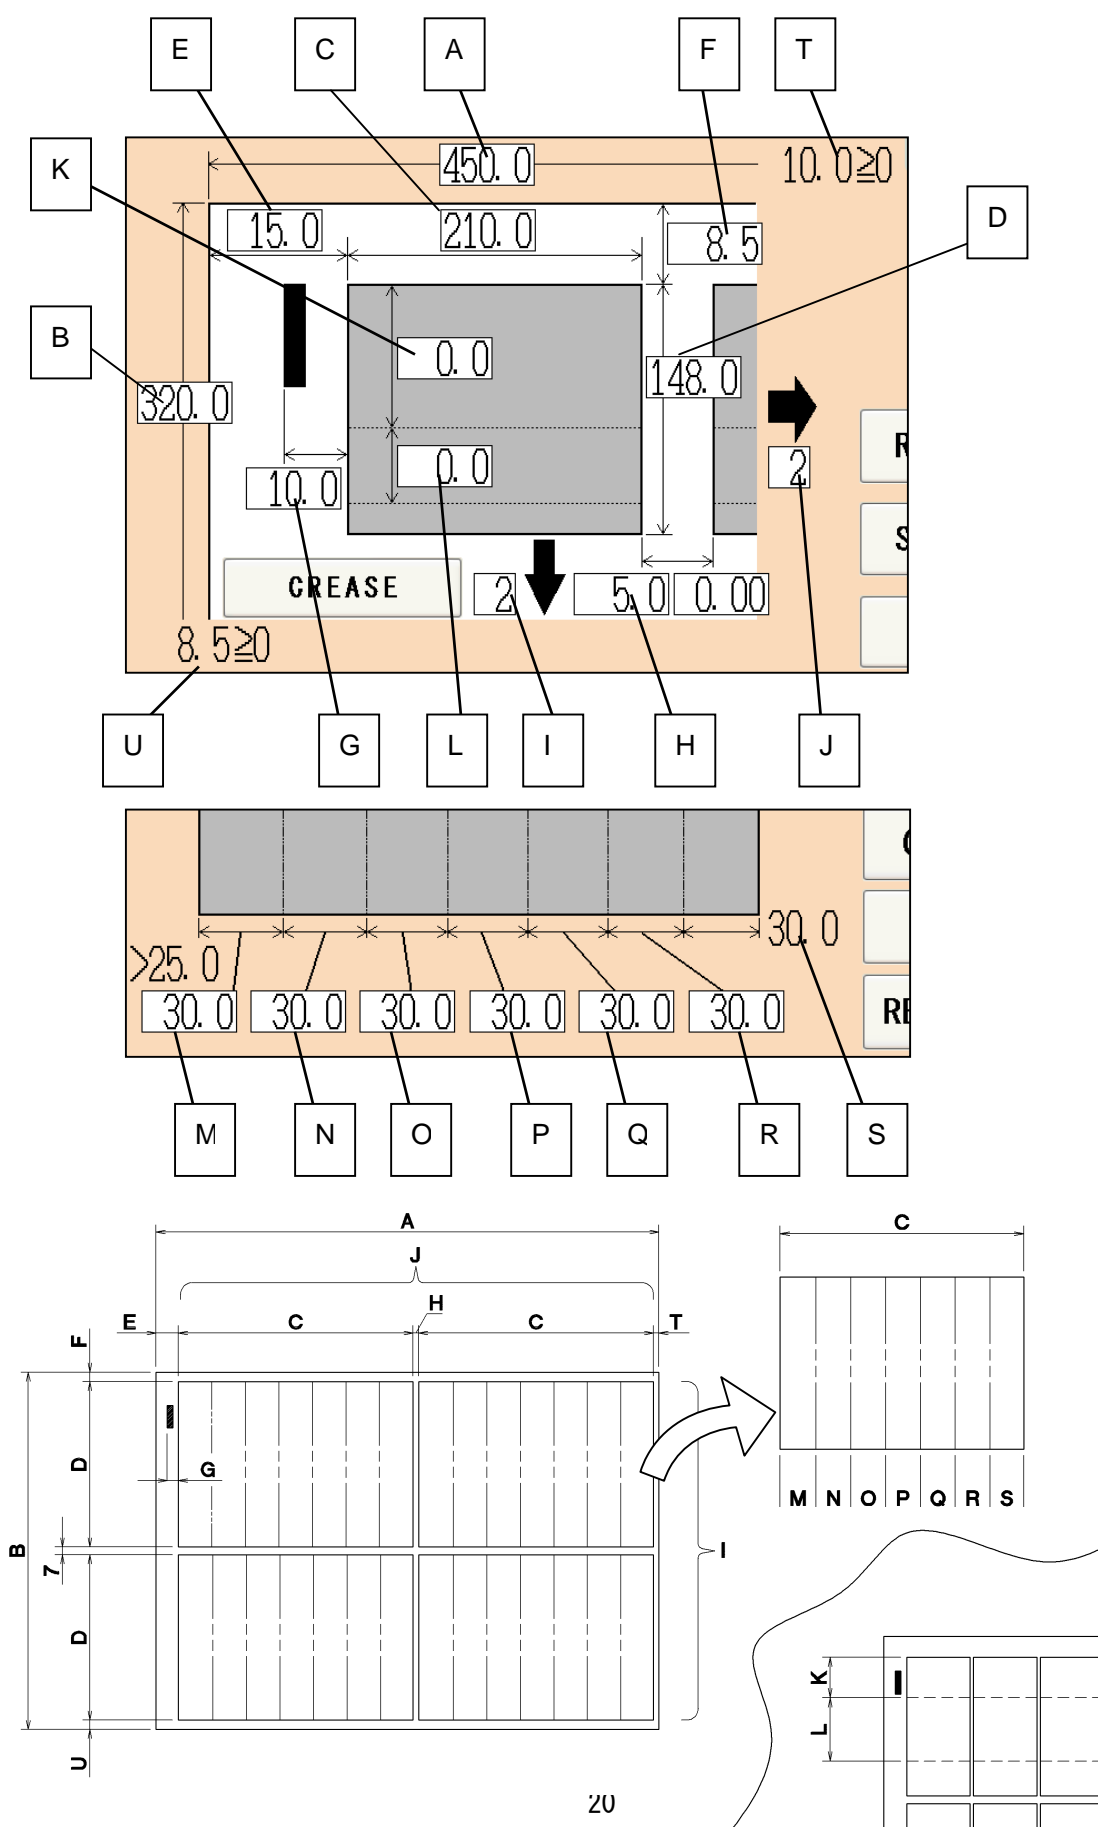 E C A F T
K
450.0 10.0≧0
D
15.0 210.0 8.5
B
0.0
148.0
320.0
R
0.0 2
10.0
S
CREASE 2 5.0 0.00
8.5≧0
U G L I H J
30.0
>25.0
30.0 30.0 30.0 30.0 30.0 30.0
RE
M N O P Q R S
A C
J
H
E C C T
F
D G
M N O P Q R S
B
7 I
D
K
L
U
20